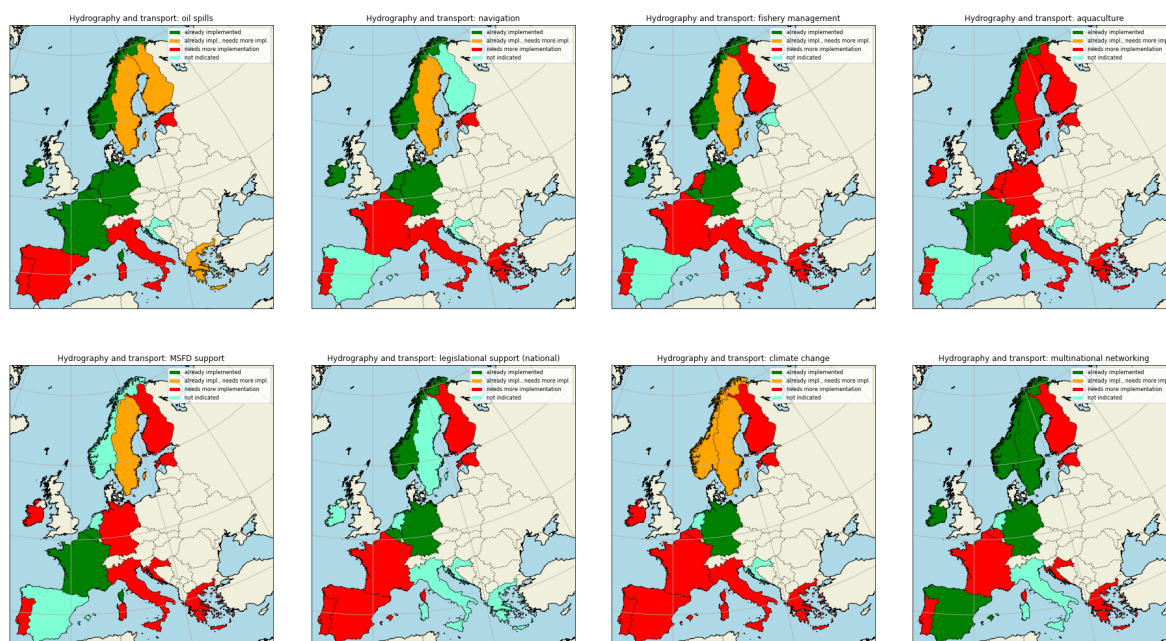 Hydrography and transport: oil spills
already implemented
already impl., needs more impl.
needs more implementation
not indicated
Hydrography and transport: navigation
already implemented
already impl., needs more impl.
needs more implementation
not indicated
Hydrography and transport: fishery management
already implemented
already impl., needs more impl.
needs more implementation
not indicated
Hydrography and transport: aquaculture
already implemented
already impl., needs more imp
needs more implementation
not indicated
Hydrography and transport: MSFD support
already implemented
already impl., needs more impl.
needs more implementation
not indicated
Hydrography and transport: legislational support (national)
already implemented
already impl., needs more impl.
needs more implementation
not indicated
Hydrography and transport: climate change
already implemented
already impl., needs more impl.
needs more implementation
not indicated
Hydrography and transport: multinational networking
already implemented
already impl., needs more imp
needs more implementation
not indicated